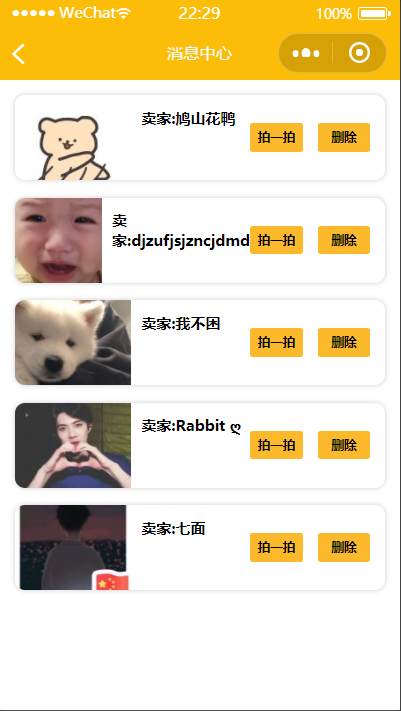 WeChat 22:29 100%
消息中心
卖家:鸠山花鸭
拍一拍 删除
卖
家:djzufjsjzncjdmd
拍一拍 删除
卖家:我不困
拍一拍 删除
卖家:Rabbit ღ
拍一拍 删除
卖家:七面
拍一拍 删除